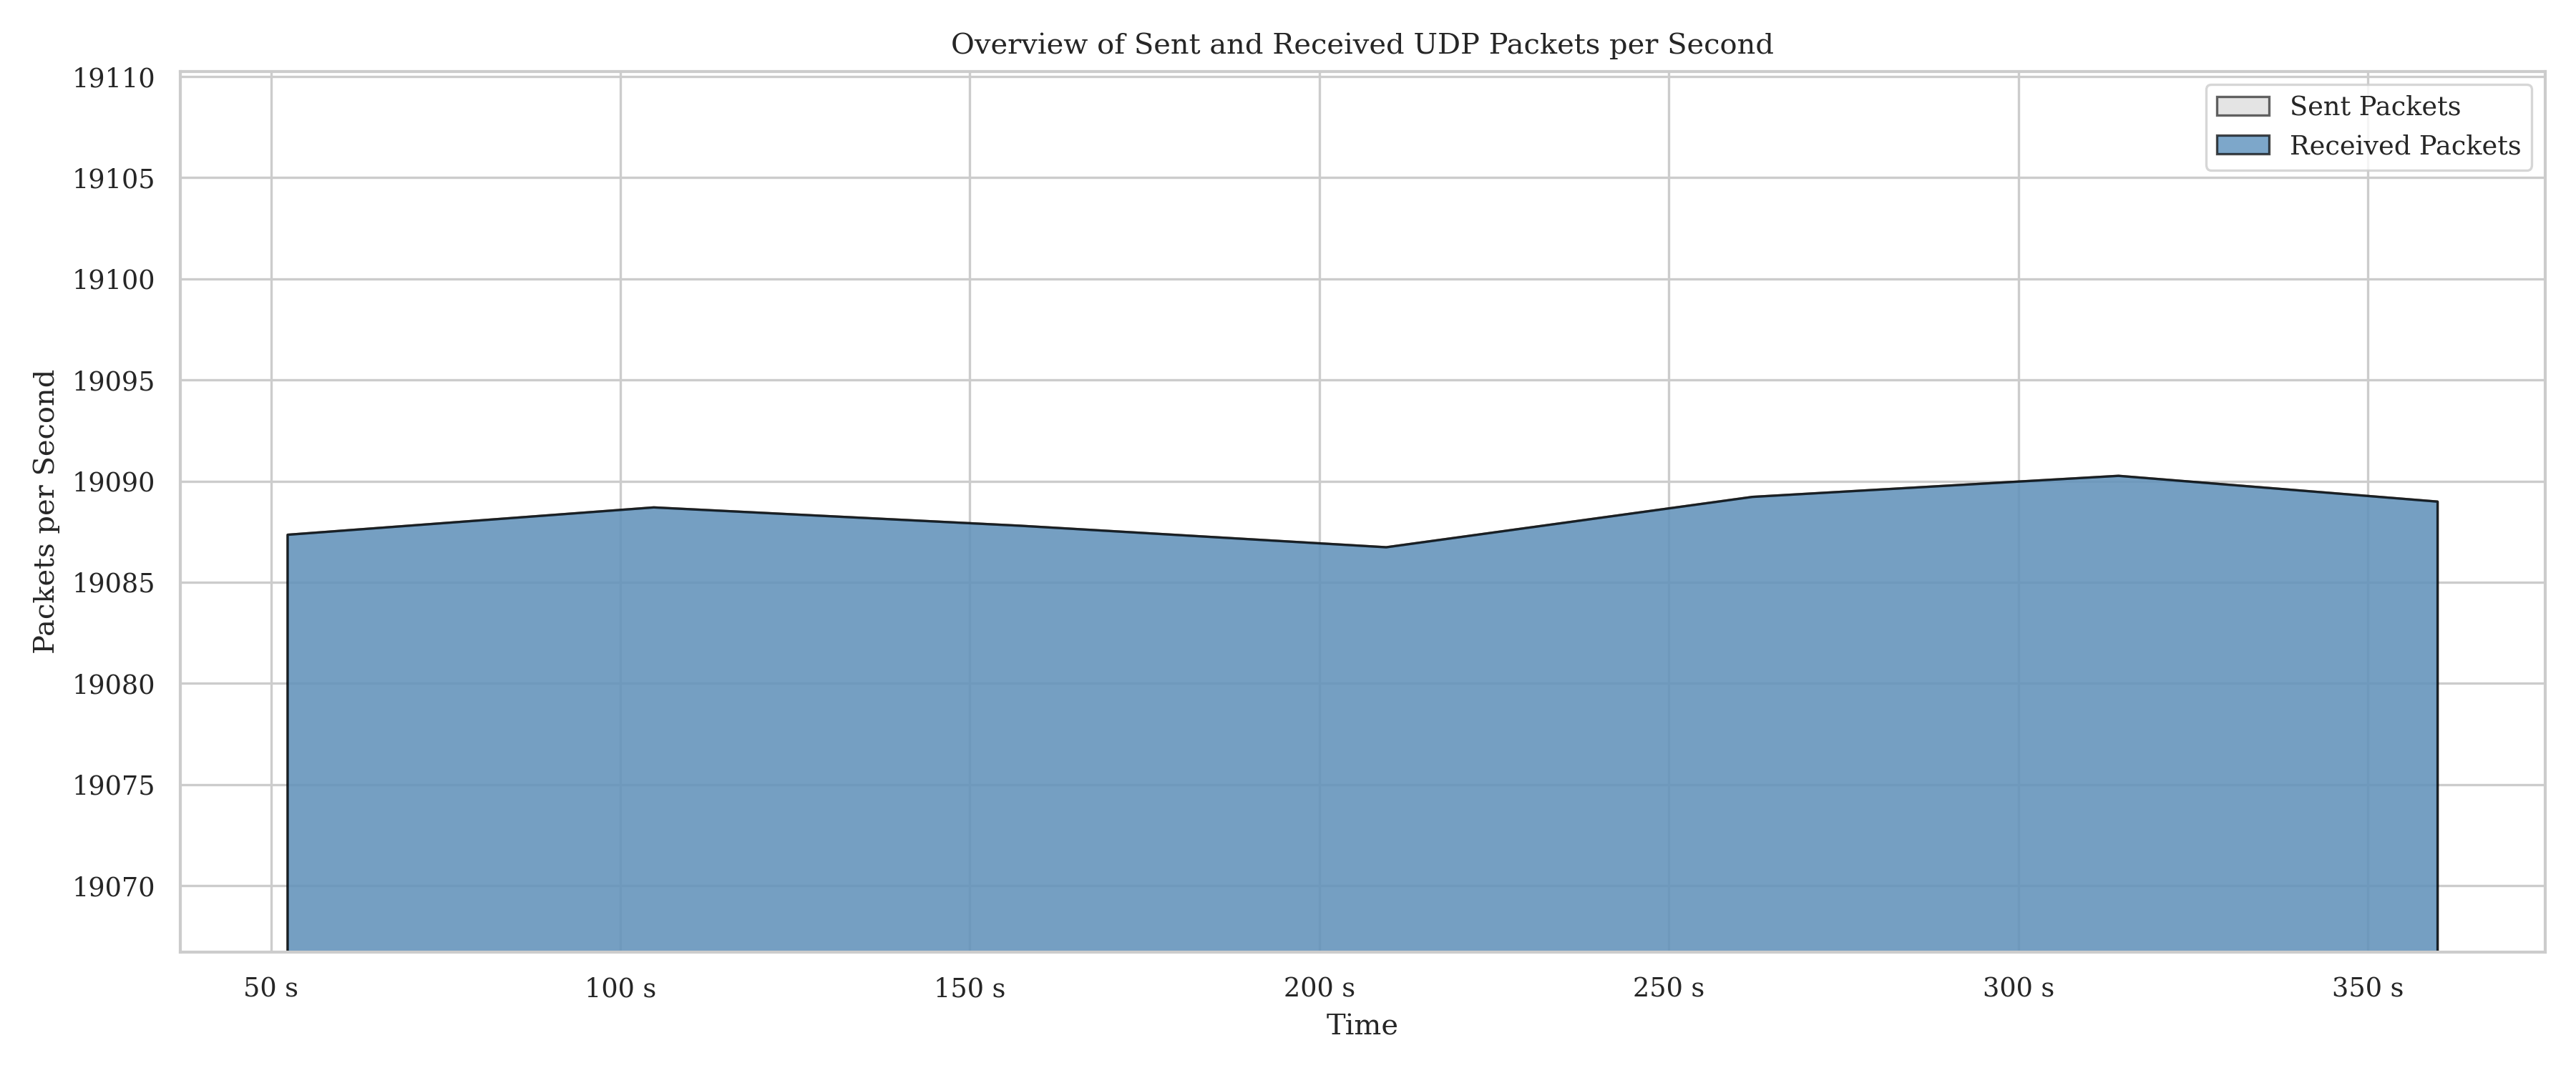 Overview of Sent and Received UDP Packets per Second
Sent Packets
Received Packets
Packets per Second
19110
19105
19100
19095
19090
19085
19080
19075
19070
50 s
100 s
150 s
200 s
250 s
300 s
350 s
Time